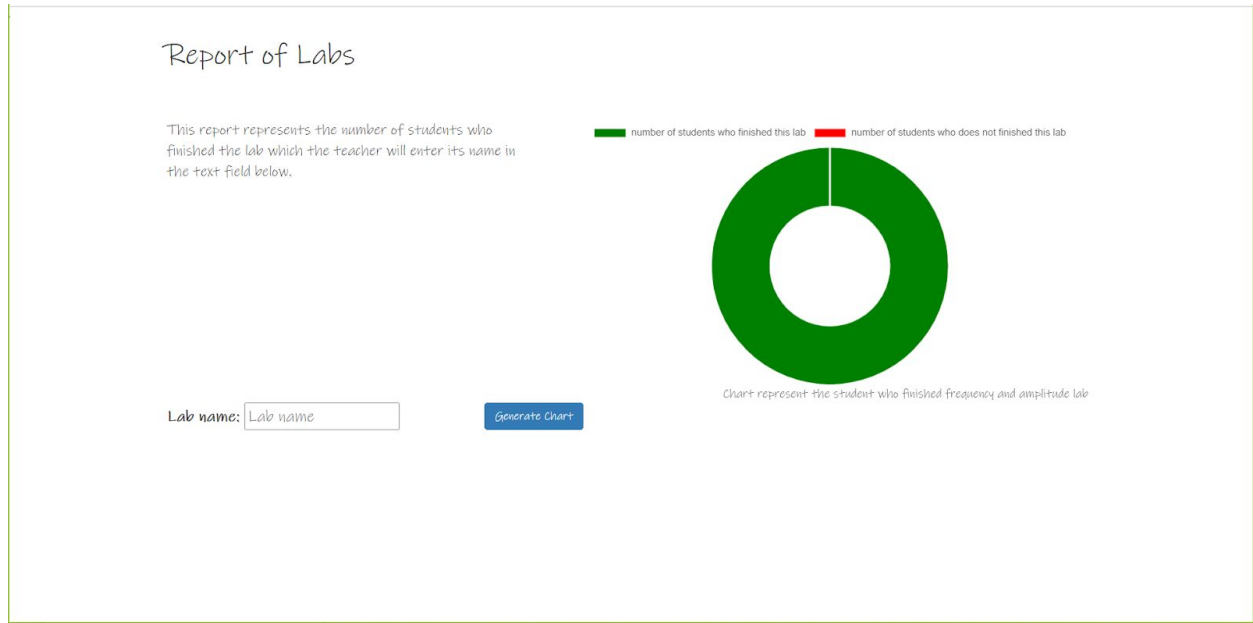 Report of Labs
This report represents the number of students who
finished the lab which the teacher will enter its name in
the text field below.
number of students who finished this lab number of students who does not finished this lab
Chart represent the student who finished frequency and amplitude lab
Lab name: Lab name Generate Chart